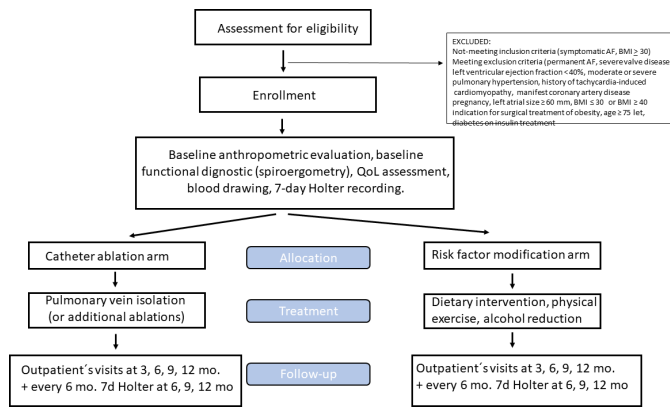 Assessment for eligibility
EXCLUDED:
Not-meeting inclusion criteria (symptomatic AF, BMI ≥ 30)
Meeting exclusion criteria (permanent AF, severe valve disease
left ventricular ejection fraction <40%, moderate or severe
pulmonary hypertension, history of tachycardia-induced
cardiomyopathy, manifest coronary artery disease
pregnancy, left atrial size ≥ 60 mm, BMI ≤ 30 or BMI ≥ 40
indication for surgical treatment of obesity, age ≥ 75 let,
diabetes on insulin treatment
Enrollment
Baseline anthropometric evaluation, baseline
functional dignostic (spiroergometry), QoL assessment,
blood drawing, 7-day Holter recording.
Catheter ablation arm
Allocation
Risk factor modification arm
Pulmonary vein isolation
(or additional ablations)
Treatment
Dietary intervention, physical
exercise, alcohol reduction
Outpatient´s visits at 3, 6, 9, 12 mo.
+ every 6 mo. 7d Holter at 6, 9, 12 mo
Follow-up
Outpatient´s visits at 3, 6, 9, 12 mo.
+ every 6 mo. 7d Holter at 6, 9, 12 mo